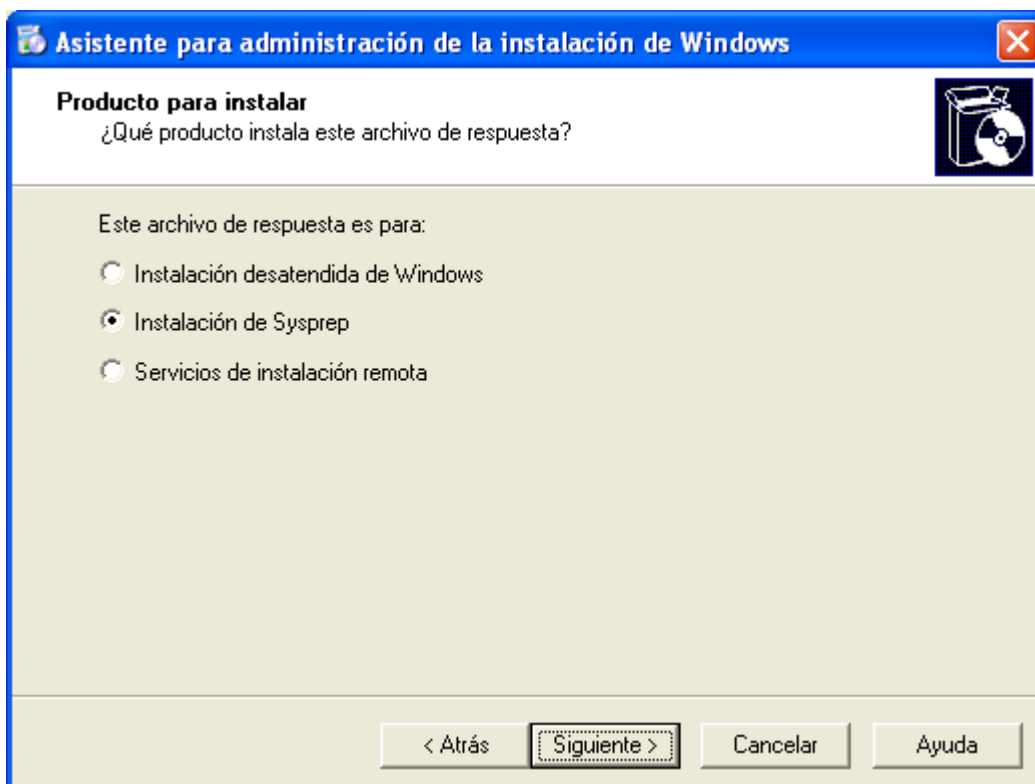 Asistente para administración de la instalación de Windows
Producto para instalar
¿Qué producto instala este archivo de respuesta?
Este archivo de respuesta es para:
Instalación desatendida de Windows
Instalación de Sysprep
Servicios de instalación remota
< Atrás Siguiente > Cancelar Ayuda